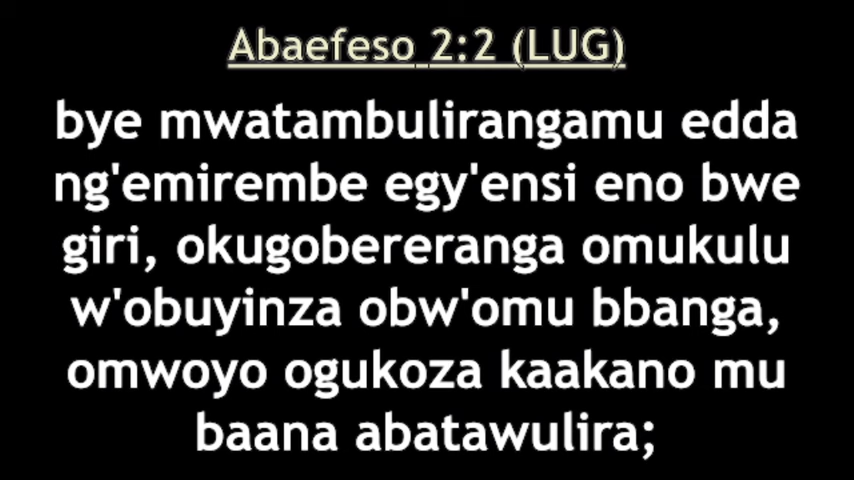 Abaefeso 2:2 (LUG)
bye mwatambulirangamu edda
ng'emirembe egy'ensi eno bwe
giri, okugobereranga omukulu
w'obuyinza obw'omu bbanga,
omwoyo ogukoza kaakano mu
baana abatawulira;